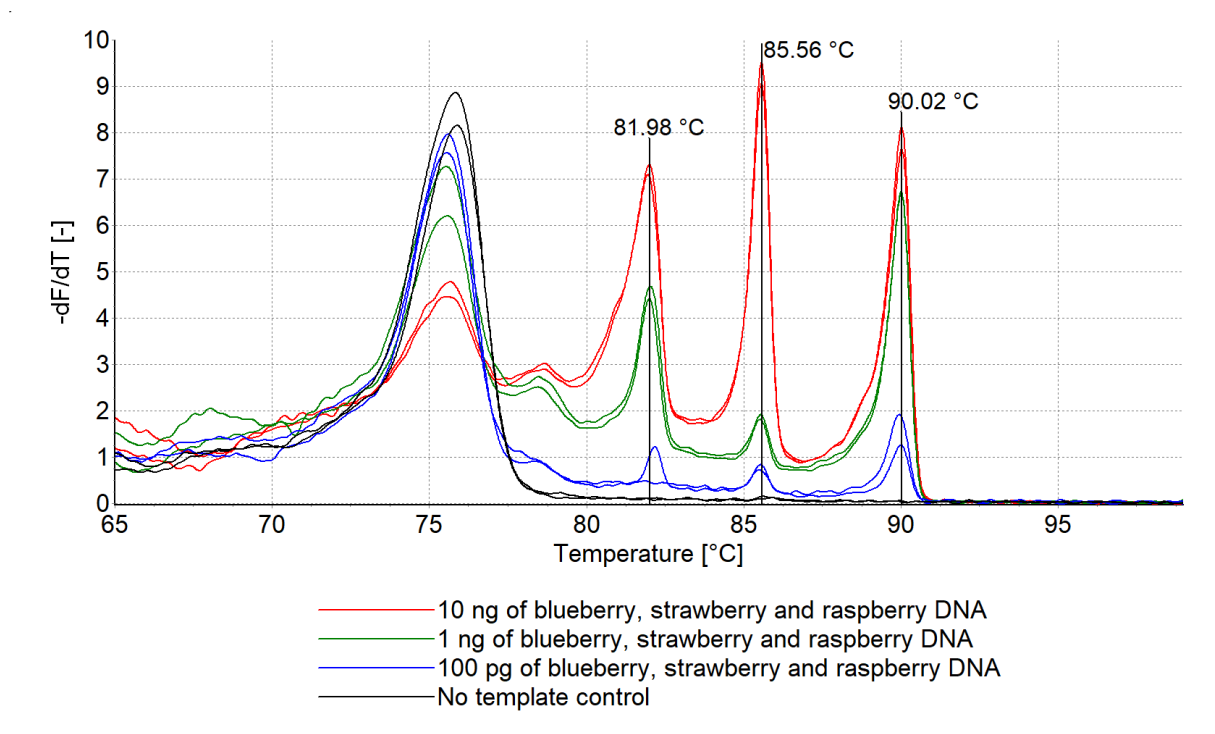 10
9
8
7
6
5
4
3
2
1
0
-dF/dT [-]
85.56 °C
90.02 °C
81.98 °C
65 70 75 80 85 90 95
Temperature [°C]
10 ng of blueberry, strawberry and raspberry DNA
1 ng of blueberry, strawberry and raspberry DNA
100 pg of blueberry, strawberry and raspberry DNA
No template control